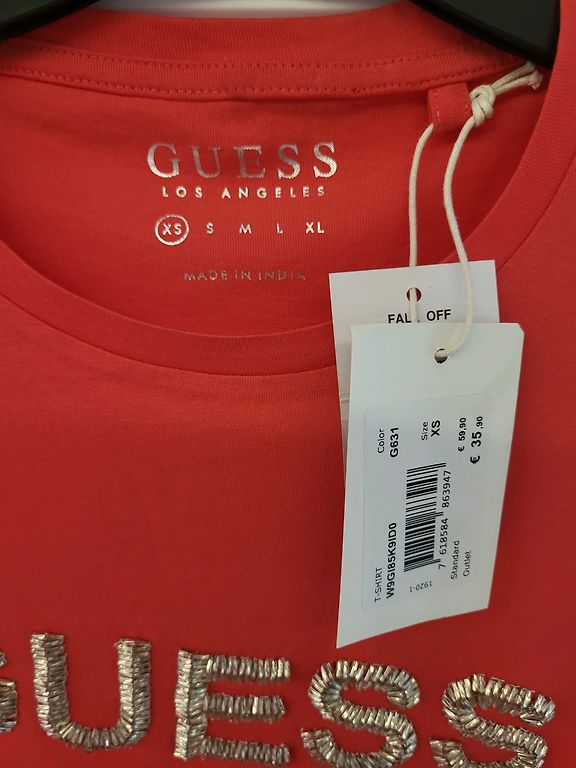 GUESS
LOS ANGELES
XS S M L XL
MADE IN INDIA
FALL OFF
Color
G631
Size
XS
€ 59,90
€ 35,90
7 618584 863947
Standard
Outlet
T-SHIRT
W9GI85K9ID0
1920-1
GUESS